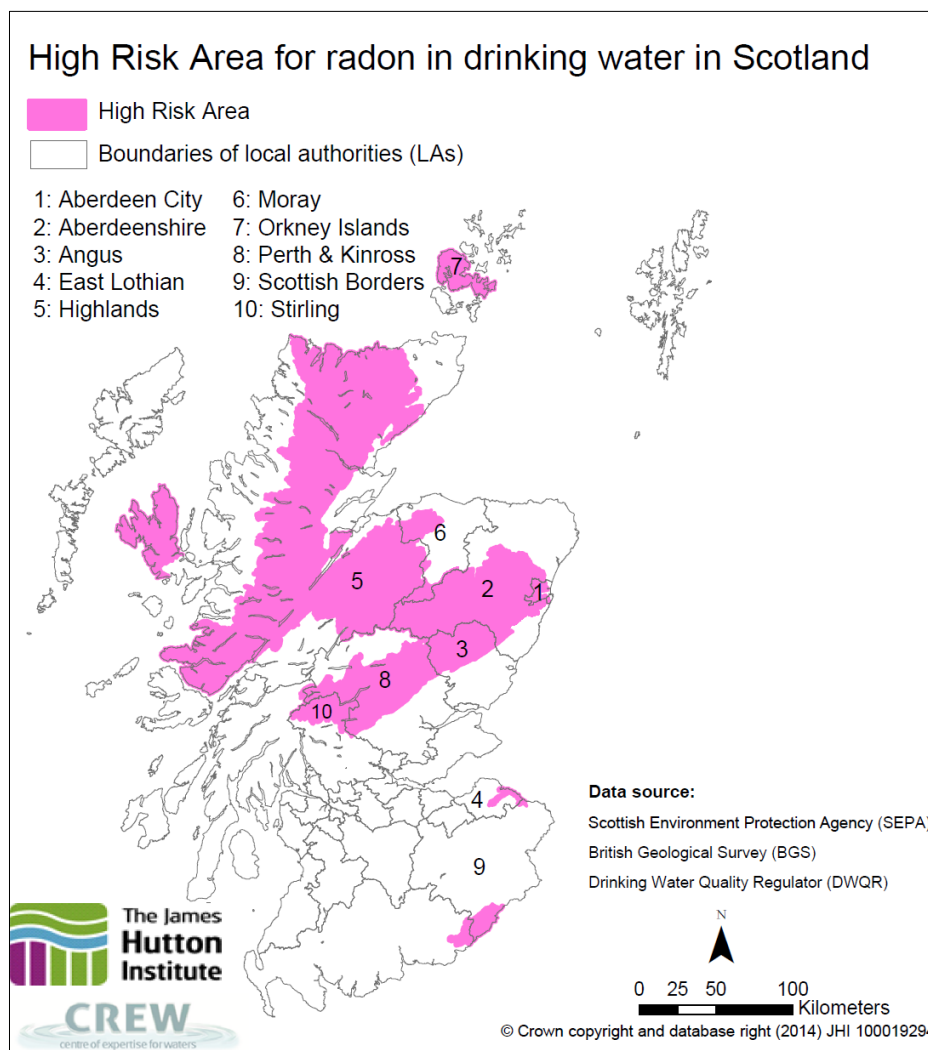 High Risk Area for radon in drinking water in Scotland
High Risk Area
Boundaries of local authorities (LAs)
1: Aberdeen City
2: Aberdeenshire
3: Angus
4: East Lothian
5: Highlands
6: Moray
7: Orkney Islands
8: Perth & Kinross
9: Scottish Borders
10: Stirling
7
6
5
2
1
3
8
10
4
9
Data source:
Scottish Environment Protection Agency (SEPA)
British Geological Survey (BGS)
Drinking Water Quality Regulator (DWQR)
N
0 25 50 100
Kilometers
© Crown copyright and database right (2014) JHI 100019294
The James
Hutton
Institute
CREW
centre of expertise for waters